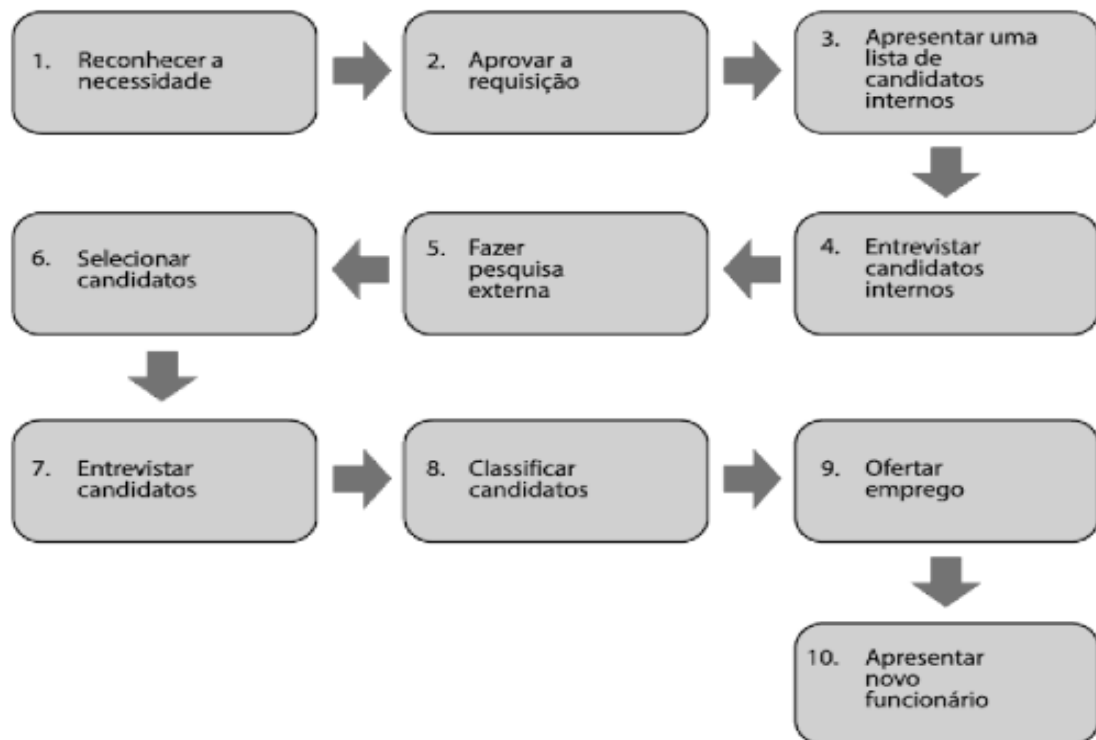 1. Reconhecer a
necessidade
2. Aprovar a
requisição
3. Apresentar uma
lista de
candidatos
internos
4. Entrevistar
candidatos
internos
5. Fazer
pesquisa
externa
6. Selecionar
candidatos
7. Entrevistar
candidatos
8. Classificar
candidatos
9. Ofertar
emprego
10. Apresentar
novo
funcionário